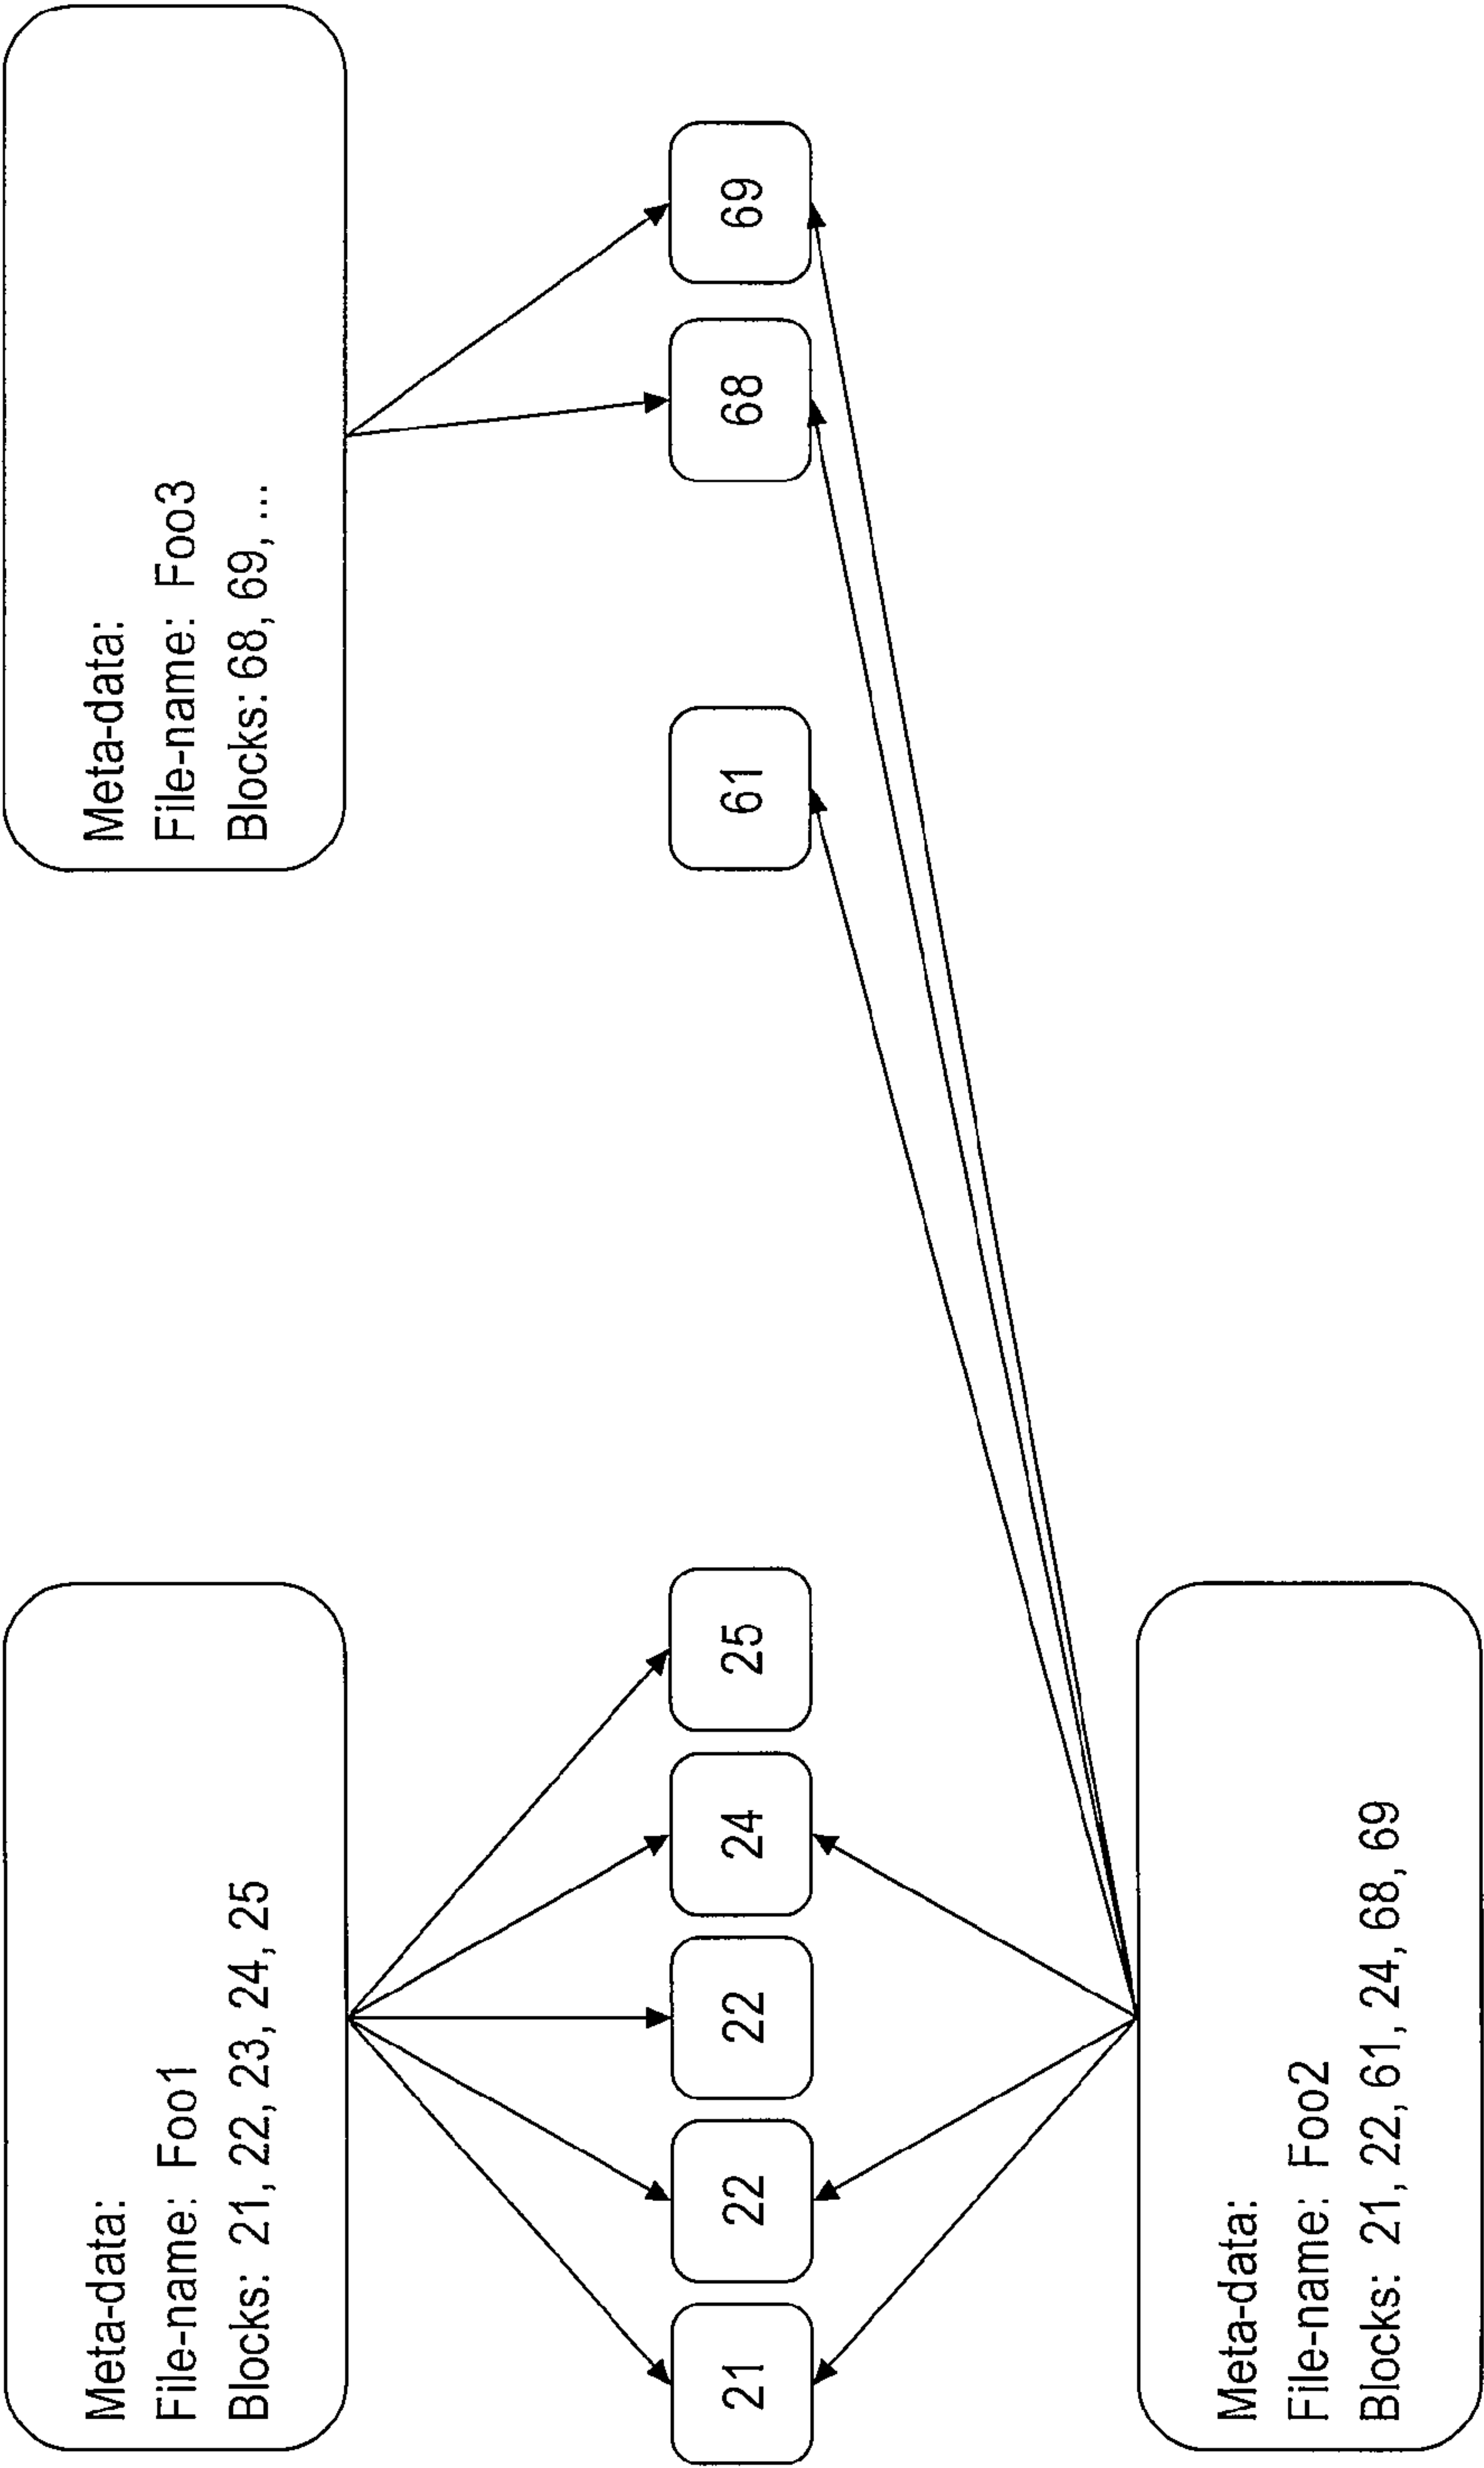 Meta-data:
File-name: Foo1
Blocks: 21, 22, 23, 24, 25
Meta-data:
File-name: Foo3
Blocks: 68, 69, ...
21
22
22
24
25
61
68
69
Meta-data:
File-name: Foo2
Blocks: 21, 22, 61, 24, 68, 69